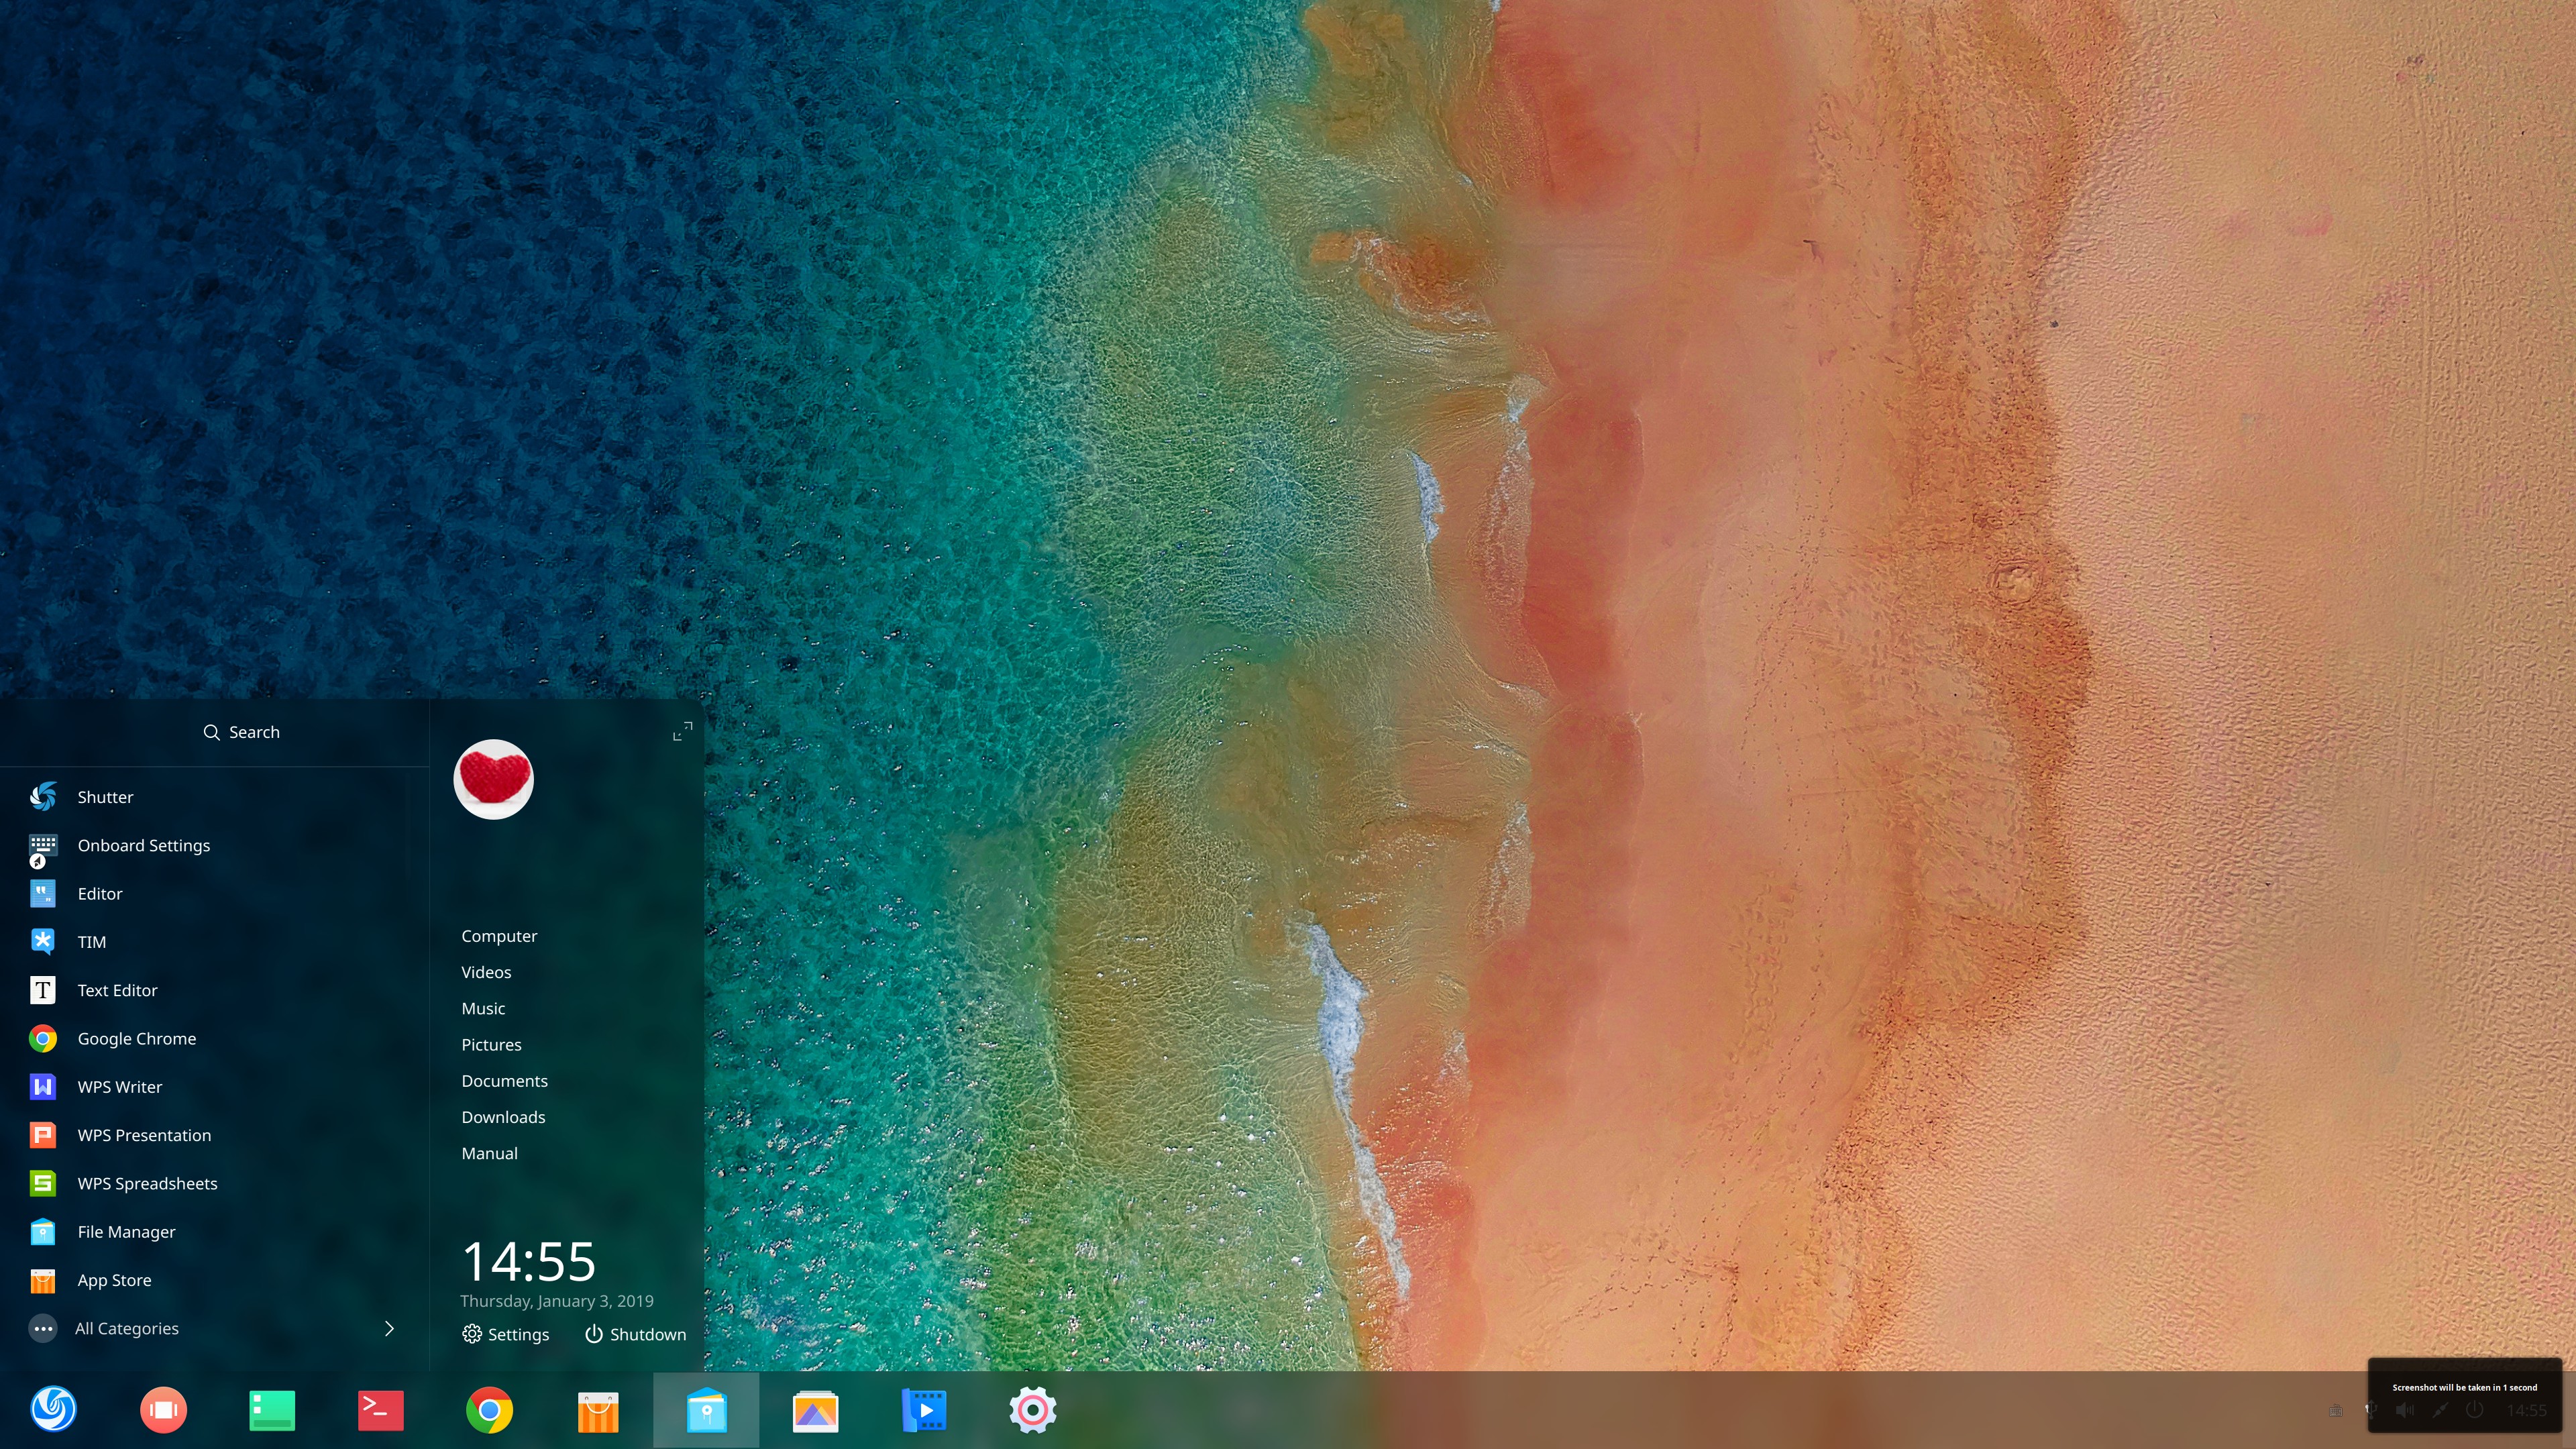 Search
Shutter
Onboard Settings
Editor
TIM
Text Editor
Google Chrome
WPS Writer
WPS Presentation
WPS Spreadsheets
File Manager
App Store
All Categories
Computer
Videos
Music
Pictures
Documents
Downloads
Manual
14:55
Thursday, January 3, 2019
Settings
Shutdown
Screenshot will be taken in 1 second
14:55